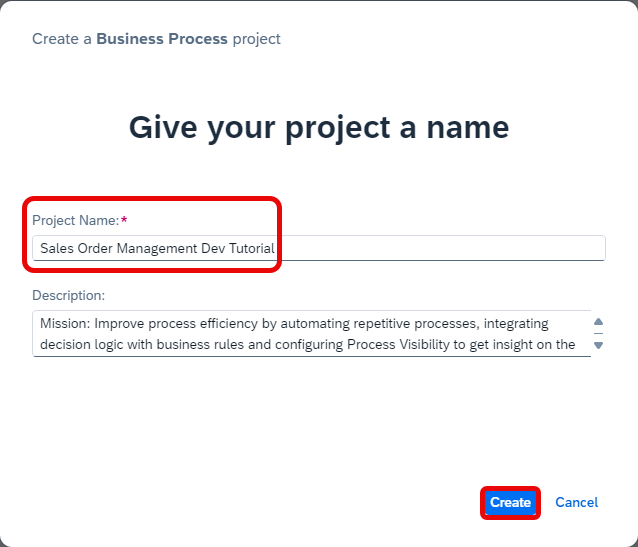 Create a Business Process project
Give your project a name
Project Name:*
Sales Order Management Dev Tutorial
Description:
Mission: Improve process efficiency by automating repetitive processes, integrating
decision logic with business rules and configuring Process Visibility to get insight on the
Create Cancel